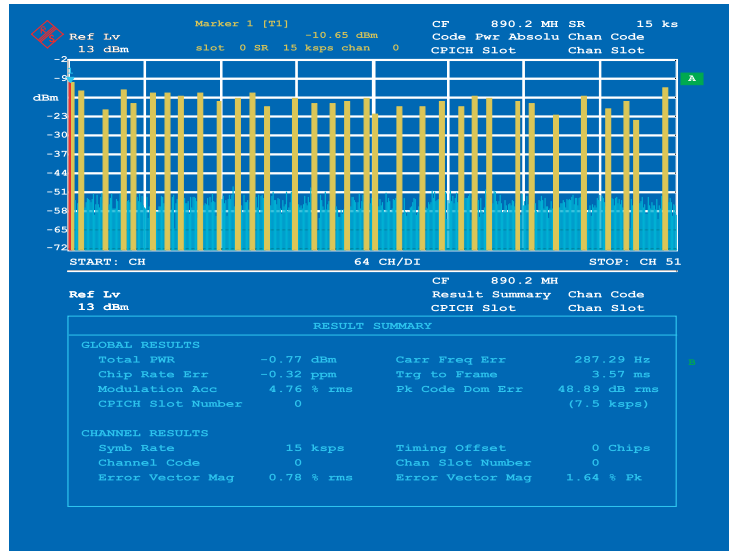 Marker 1 [T1]
CF 890.2 MH SR 15 ks
Ref Lv
-10.65 dBm
Code Pwr Absolu Chan Code
13 dBm
slot 0 SR 15 ksps chan 0
CPICH Slot Chan Slot
-2
-9
A
dBm
-23
-30
-37
-44
-51
-58
-65
-72
START: CH 64 CH/DI STOP: CH 51
CF 890.2 MH
Ref Lv
Result Summary Chan Code
13 dBm
CPICH Slot Chan Slot
RESULT SUMMARY
GLOBAL RESULTS
Total PWR -0.77 dBm Carr Freq Err 287.29 Hz
B
Chip Rate Err -0.32 ppm Trg to Frame 3.57 ms
Modulation Acc 4.76 % rms Pk Code Dom Err 48.89 dB rms
CPICH Slot Number 0 (7.5 ksps)
CHANNEL RESULTS
Symb Rate 15 ksps Timing Offset 0 Chips
Channel Code 0 Chan Slot Number 0
Error Vector Mag 0.78 % rms Error Vector Mag 1.64 % Pk